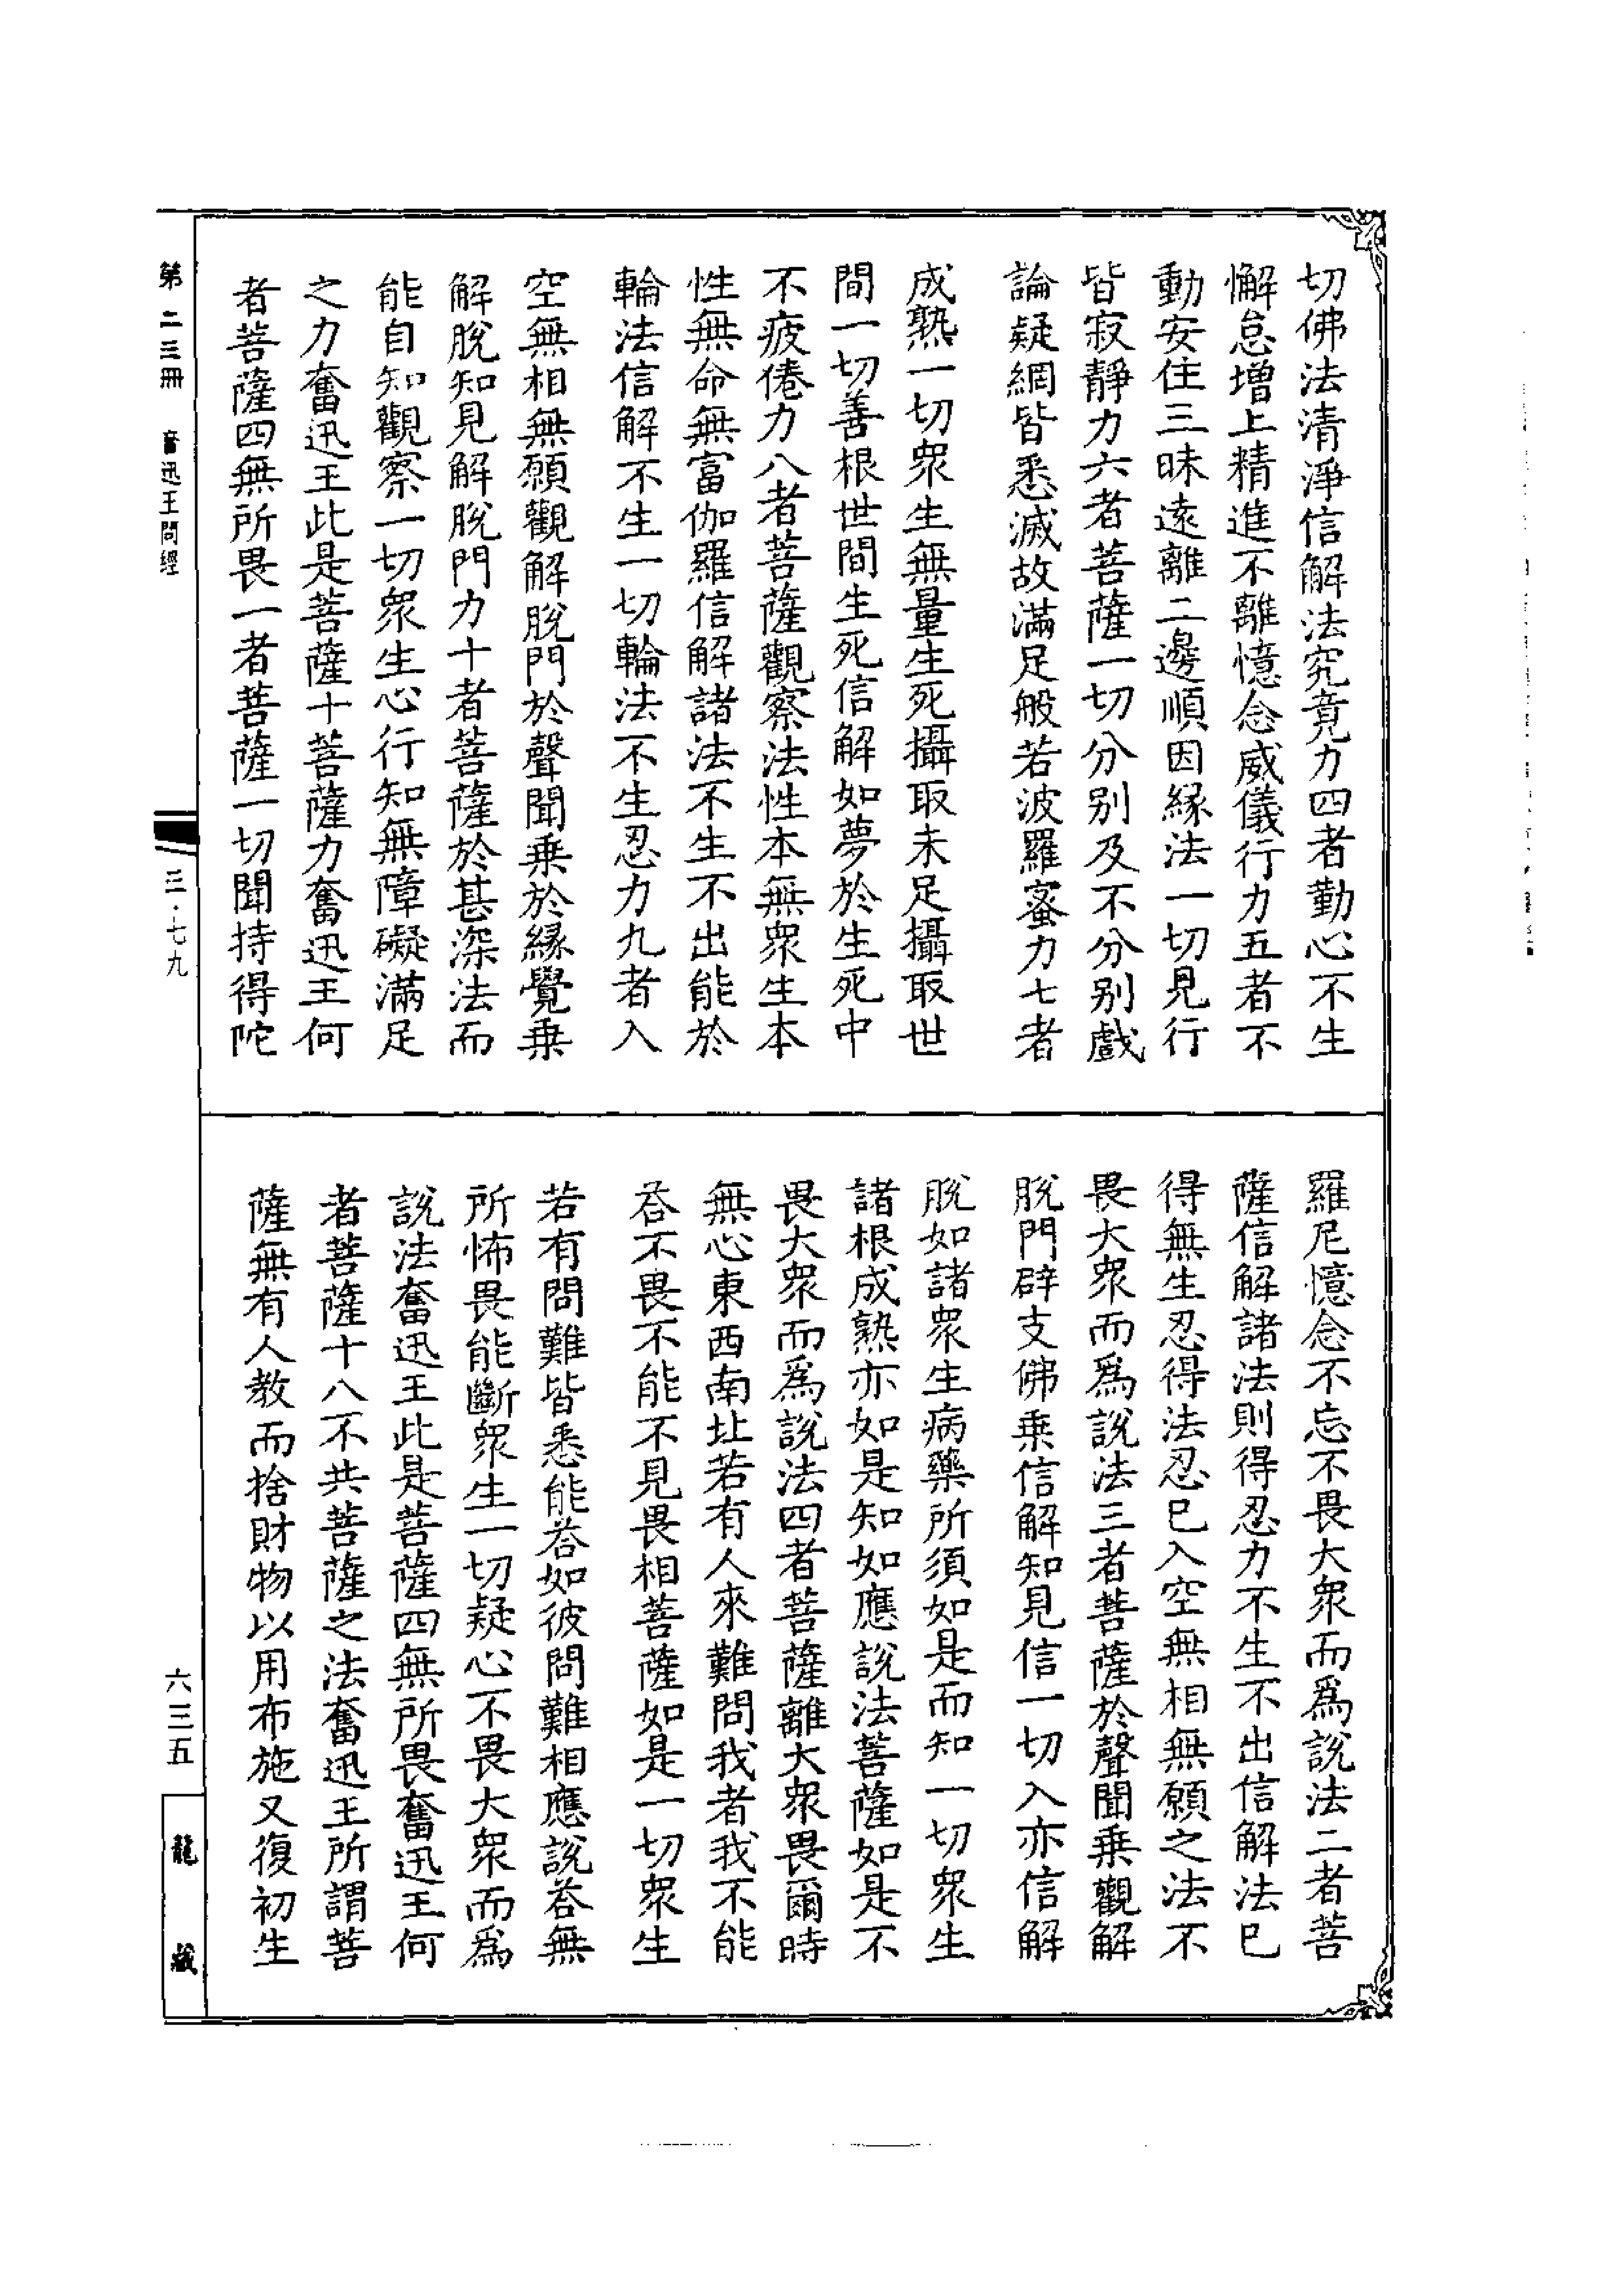 切佛法清淨信解法究竟力四者勤心不生
懈怠增上精進不離憶念威儀行力五者不
動安住三昧遠離二邊順因緣法一切見行
皆寂靜力六者菩薩一切分别及不分别戲
論疑網皆悉滅故滿足般若波羅蜜力七者
成熟一切眾生無量生死攝取未足攝取世
間一切善根世間生死信解如夢於生死中
不疲倦力八者菩薩觀察法性本無眾生本
性無命無富伽羅信解諸法不生不出能於
輪法信解不生一切輪法不生忍力九者入
空無相無願觀解脫門於聲聞乘於緣覺乘
解脫知見解脫門力十者菩薩於甚深法而
能自知觀察一切眾生心行知無障礙滿足
之力奮迅王此是菩薩十菩薩力奮迅王何
者菩薩四無所畏一者菩薩一切聞持得陀
羅尼憶念不忘不畏大眾而爲說法二者菩
薩信解諸法則得忍力不生不出信解法巳
得無生忍得法忍巳入空無相無願之法不
畏大眾而爲說法三者菩薩於聲聞乘觀解
脫門辟支佛乘信解知見信一切入亦信解
脫如諸眾生病藥所須如是而知一切眾生
諸根成熟亦如是知如應說法菩薩如是不
畏大眾而爲說法四者菩薩離大眾畏爾時
無心東西南北若有人來難問我者我不能
荅不畏不能不見畏相菩薩如是一切眾生
若有問難皆悉能荅如彼問難相應說荅無
所怖畏能斷眾生一切疑心不畏大眾而爲
說法奮迅王此是菩薩四無所畏奮迅王何
者菩薩十八不共菩薩之法奮迅王所謂菩
薩無有人教而捨財物以用布施又復初生
第二三冊 奮迅王問經
三·七九
六三五
龍藏